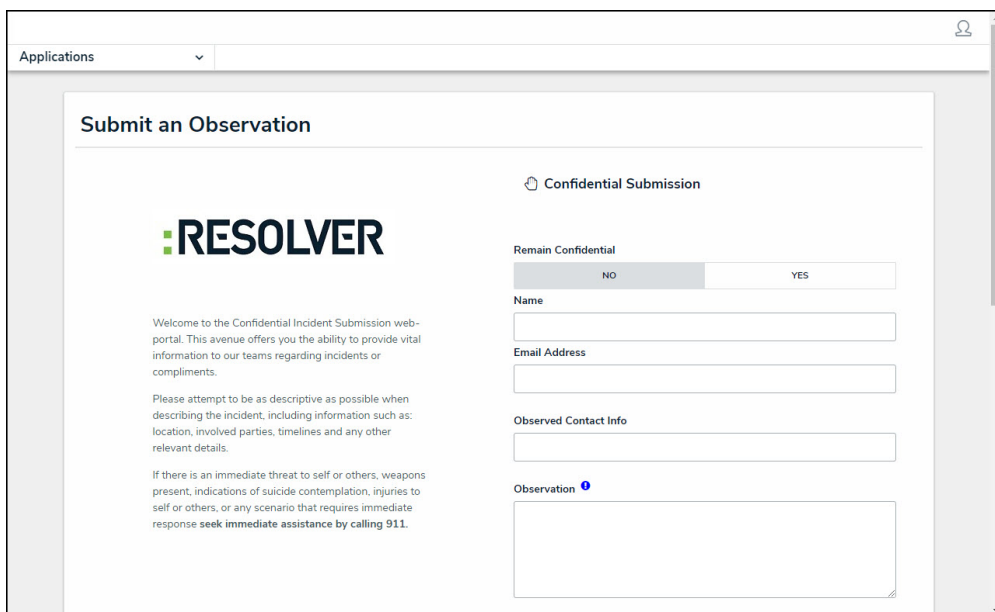 Applications
Submit an Observation
:RESOLVER
Welcome to the Confidential Incident Submission web-
portal. This avenue offers you the ability to provide vital
information to our teams regarding incidents or
compliments.
Please attempt to be as descriptive as possible when
describing the incident, including information such as:
location, involved parties, timelines and any other
relevant details.
If there is an immediate threat to self or others, weapons
present, indications of suicide contemplation, injuries to
self or others, or any scenario that requires immediate
response seek immediate assistance by calling 911.
Confidential Submission
Remain Confidential
NO YES
Name
Email Address
Observed Contact Info
Observation